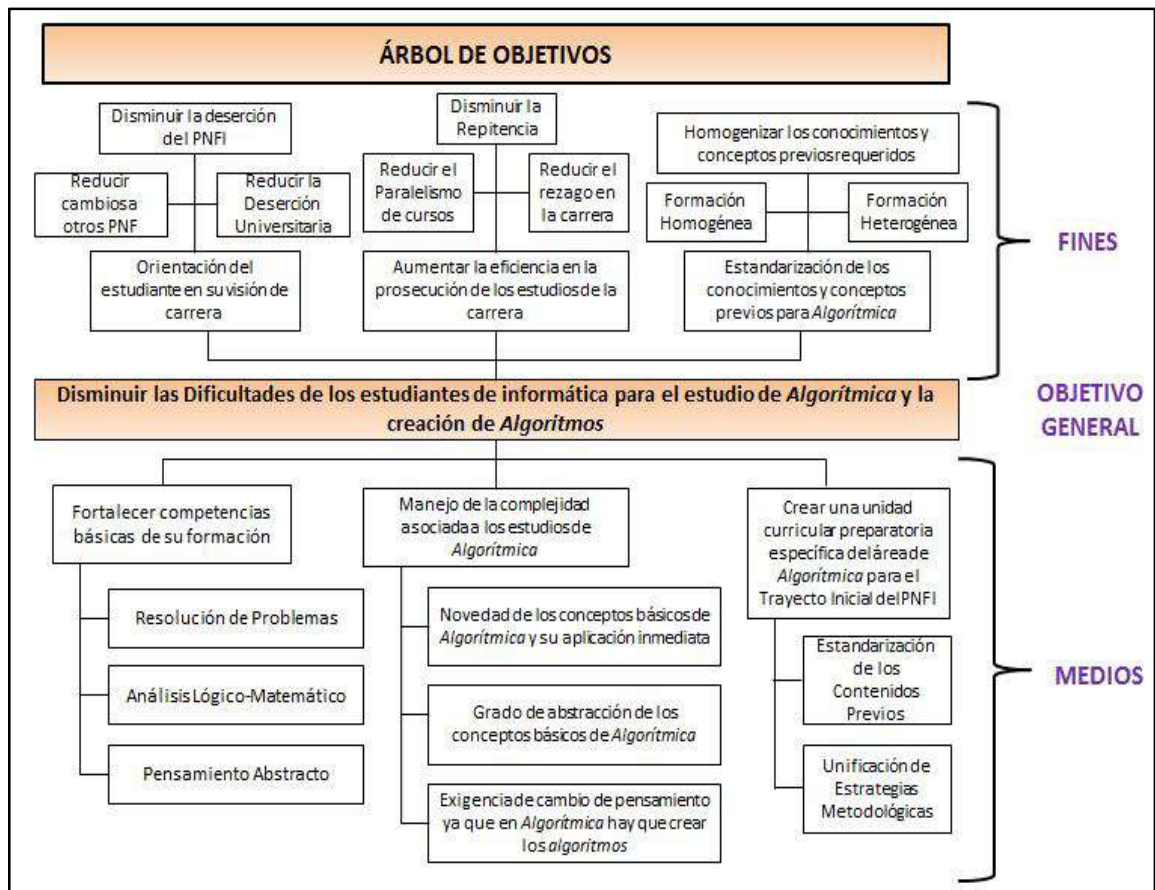 ÁRBOL DE OBJETIVOS
Disminuir la deserción
del PNFI
Reducir
cambiosa
otros PNF
Reducir la
Deserción
Universitaria
Orientación del
estudiante en su visión de
carrera
Disminuir la
Repitencia
Reducir el
Paralelismo
de cursos
Reducir el
rezago en
la carrera
Aumentar la eficiencia en la
prosecución de los estudios de la
carrera
Homogenizar los conocimientos y
conceptos previos requeridos
Formación
Homogénea
Formación
Heterogénea
Estandarización de los
conocimientos y conceptos
previos para Algorítmica
FINES
Disminuir las Dificultades de los estudiantes de informática para el estudio de Algorítmica y la
creación de Algoritmos
OBJETIVO
GENERAL
Fortalecer competencias
básicas de su formación
Resolución de Problemas
Análisis Lógico-Matemático
Pensamiento Abstracto
Manejo de la complejidad
asociada a los estudios de
Algorítmica
Novedad de los conceptos básicos de
Algorítmica y su aplicación inmediata
Grado de abstracción de los
conceptos básicos de Algorítmica
Exigencia de cambio de pensamiento
ya que en Algorítmica hay que crear
los algoritmos
Crear una unidad
curricular preparatoria
específica del área de
Algorítmica para el
Trayecto Inicial del PNFI
Estandarización
de los
Contenidos
Previos
Unificación de
Estrategias
Metodológicas
MEDIOS